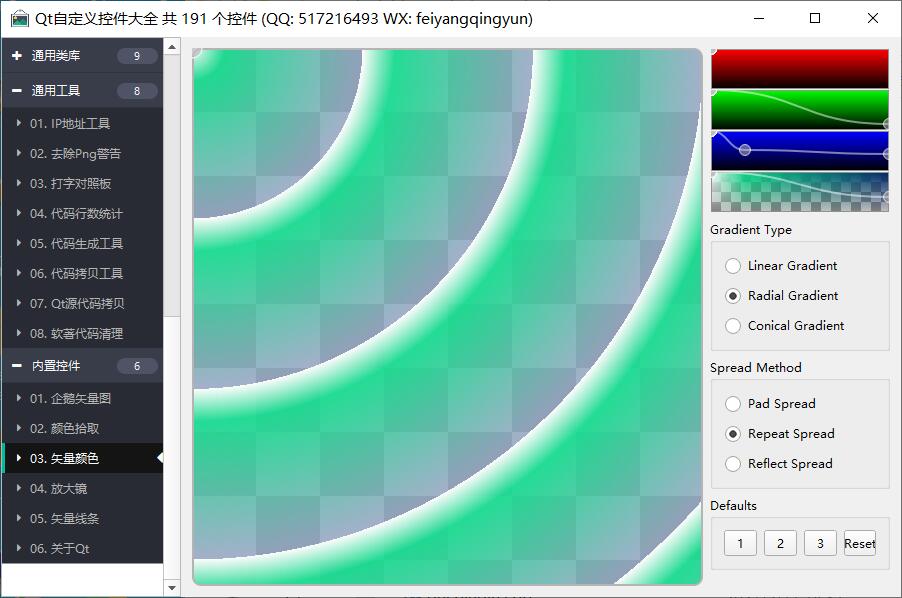 Qt自定义控件大全 共 191 个控件 (QQ: 517216493 WX: feiyangqingyun)
通用类库 9
通用工具 8
01. IP地址工具
02. 去除Png警告
03. 打字对照板
04. 代码行数统计
05. 代码生成工具
06. 代码拷贝工具
07. Qt源代码拷贝
08. 软著代码清理
内置控件 6
01. 企鹅矢量图
02. 颜色拾取
03. 矢量颜色
04. 放大镜
05. 矢量线条
06. 关于Qt
Gradient Type
Linear Gradient
Radial Gradient
Conical Gradient
Spread Method
Pad Spread
Repeat Spread
Reflect Spread
Defaults
1 2 3 Reset